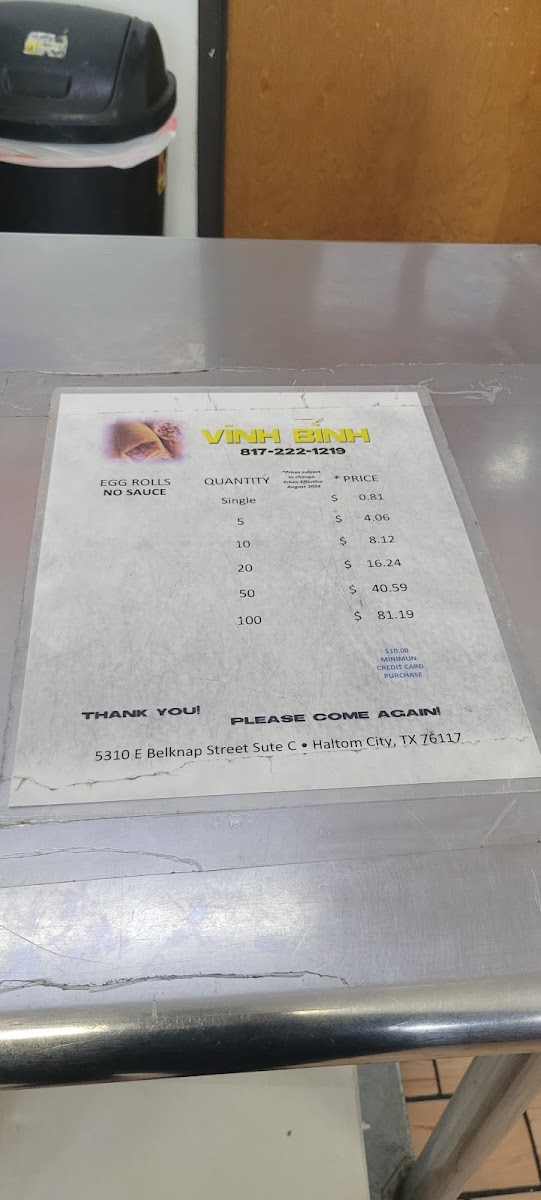 VĨNH BÌNH
817-222-1219
EGG ROLLS
NO SAUCE
QUANTITY
*Prices subject
to change
Prices Effective
August 2024
* PRICE
Single $ 0.81
5 $ 4.06
10 $ 8.12
20 $ 16.24
50 $ 40.59
100 $ 81.19
$10.00
MINIMUN
CREDIT CARD
PURCHASE
THANK YOU! PLEASE COME AGAIN!
5310 E Belknap Street Sute C • Haltom City, TX 76117